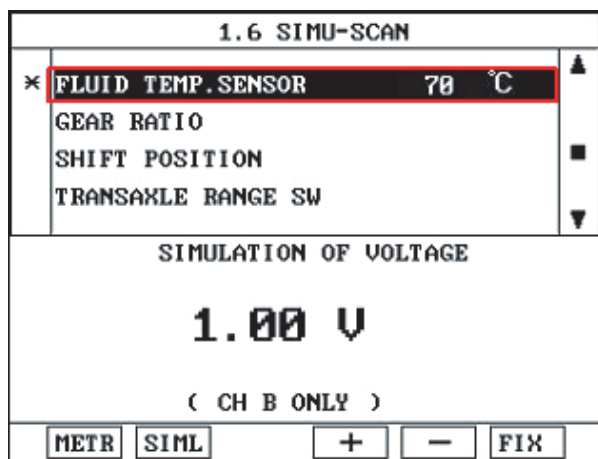 1.6 SIMU-SCAN
* FLUID TEMP.SENSOR 70 ℃
GEAR RATIO
SHIFT POSITION
TRANSAXLE RANGE SW
SIMULATION OF VOLTAGE
1.00 V
( CH B ONLY )
METR SIML + - FIX